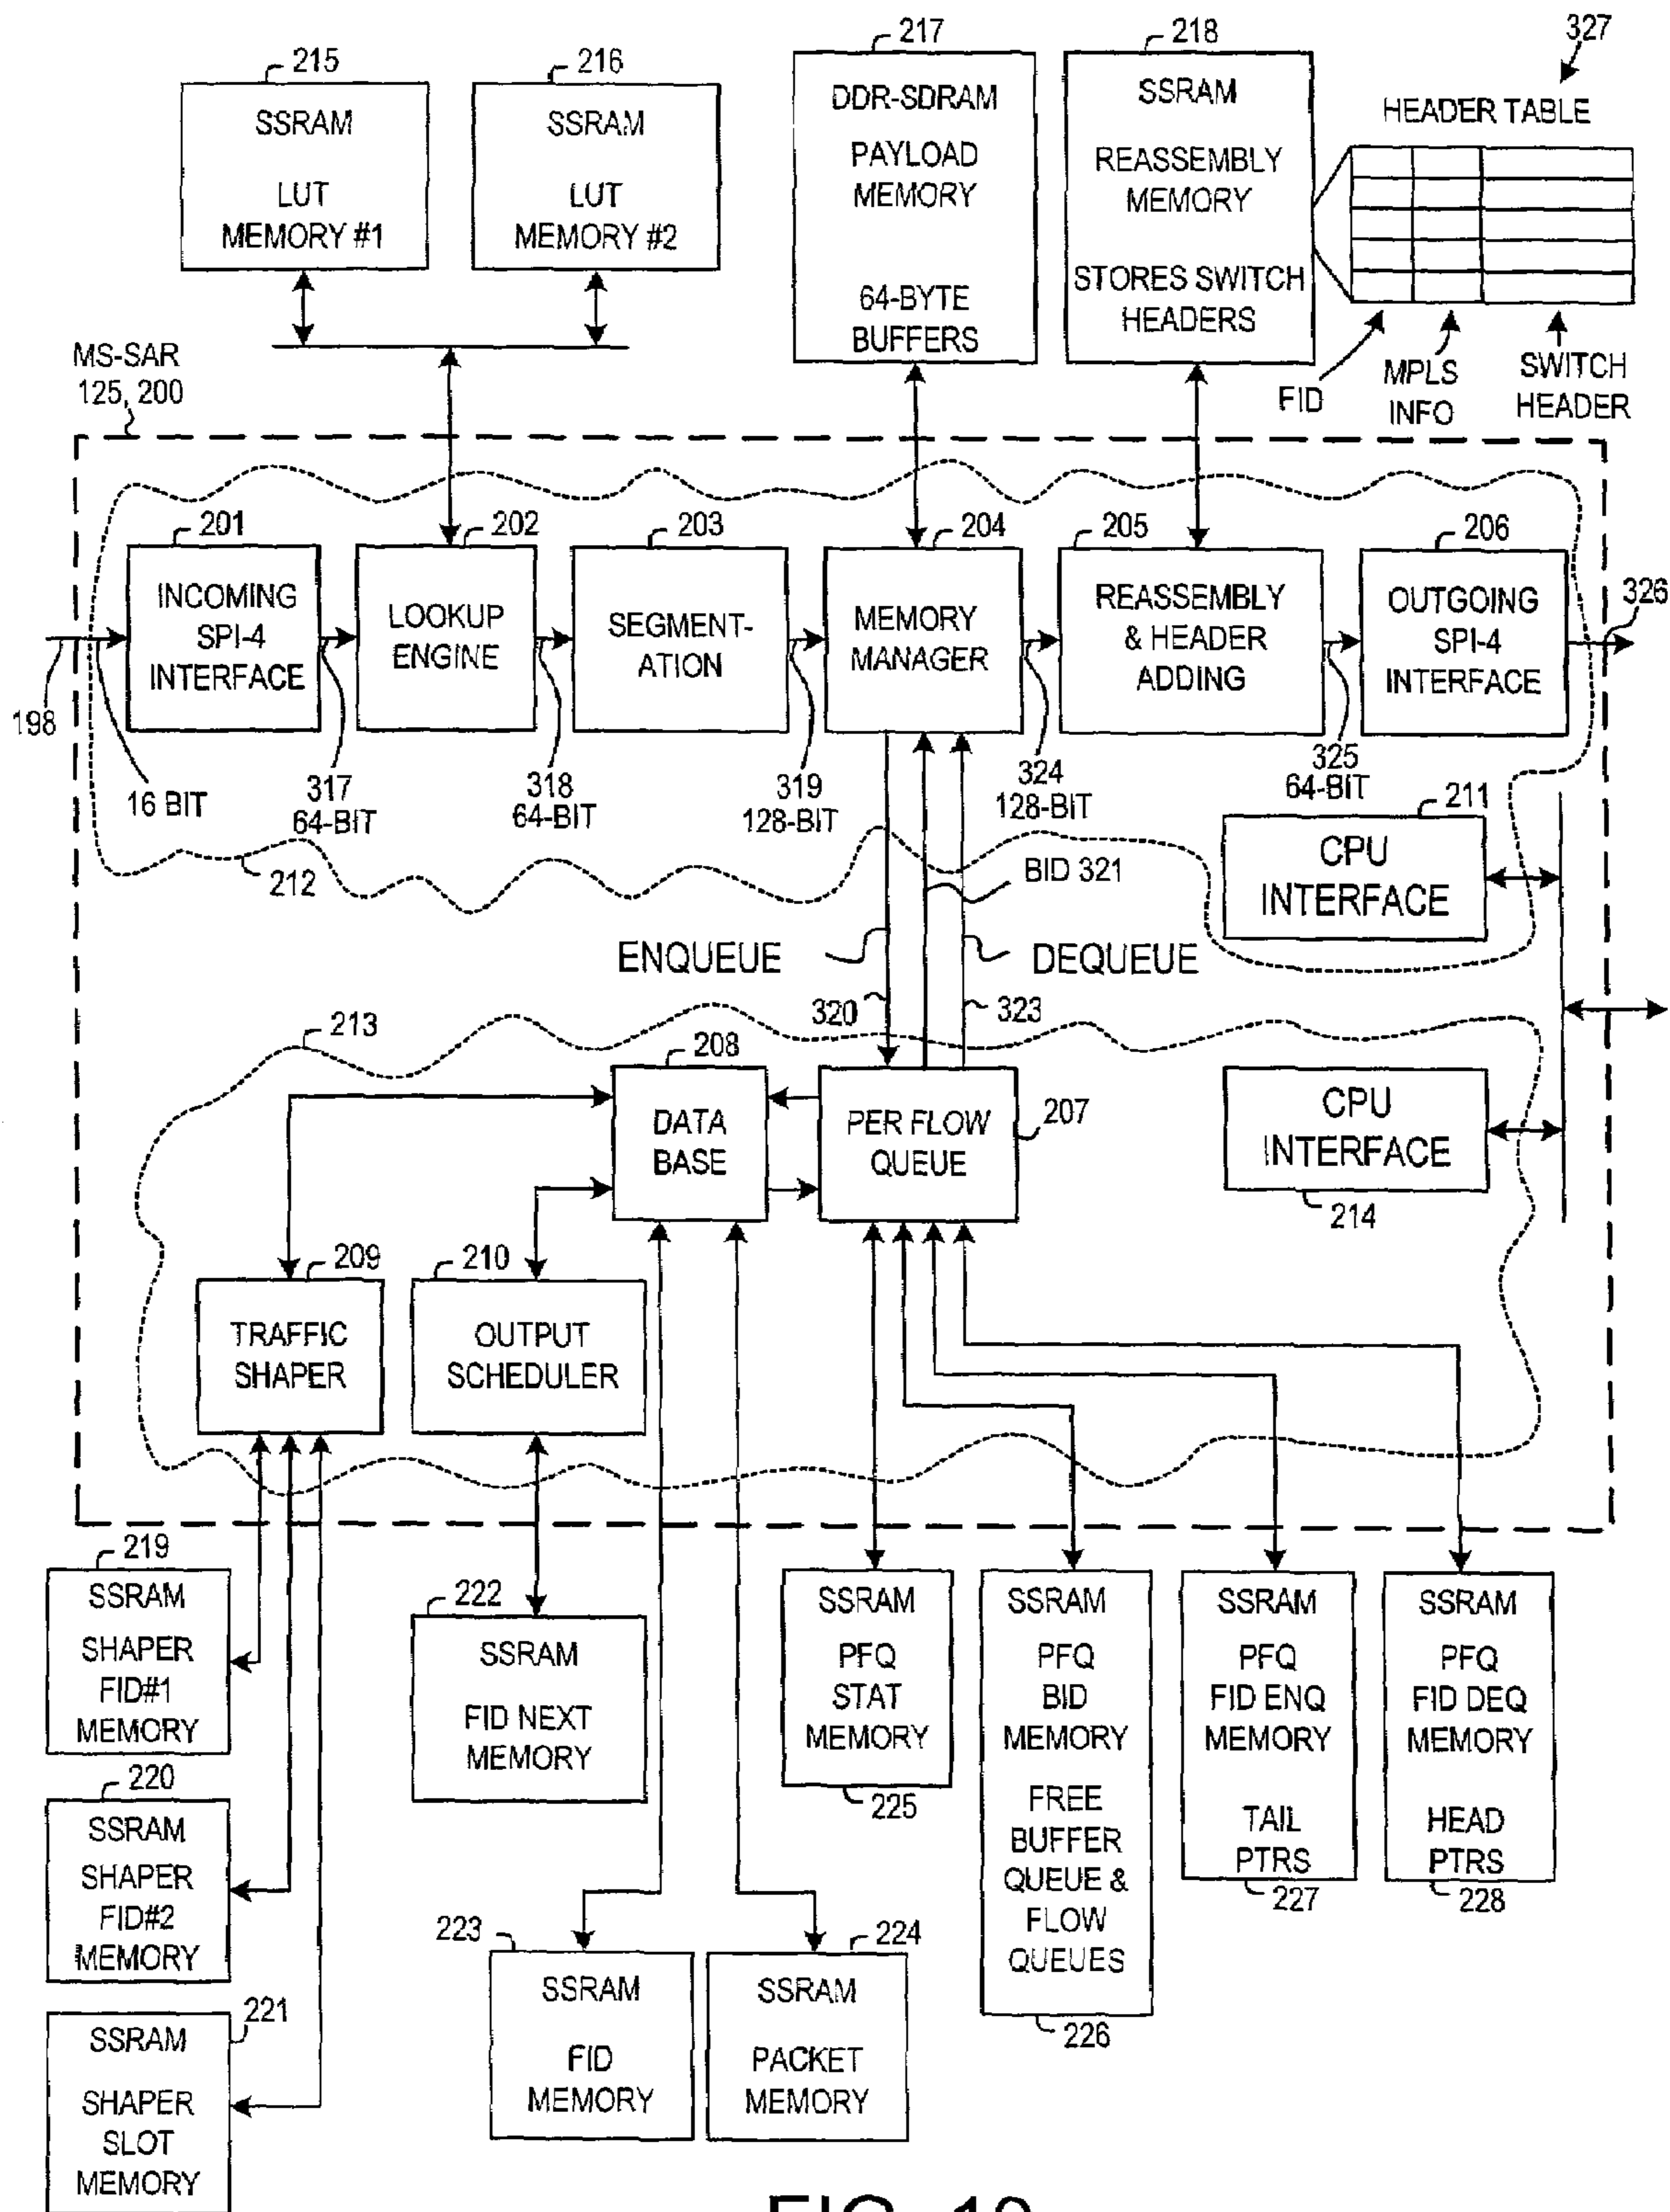 217
218
327
215
216
SSRAM
LUT
MEMORY #1
SSRAM
LUT
MEMORY #2
DDR-SDRAM
PAYLOAD
MEMORY
64-BYTE
BUFFERS
SSRAM
REASSEMBLY
MEMORY
STORES SWITCH
HEADERS
HEADER TABLE
FID
MPLS
INFO
SWITCH
HEADER
MS-SAR
125, 200
201
202
203
204
205
206
INCOMING
SPI-4
INTERFACE
LOOKUP
ENGINE
SEGMENT-
ATION
MEMORY
MANAGER
REASSEMBLY
& HEADER
ADDING
OUTGOING
SPI-4
INTERFACE
326
198
16 BIT
317
64-BIT
318
64-BIT
319
128-BIT
324
128-BIT
325
64-BIT
211
CPU
INTERFACE
212
BID 321
ENQUEUE
DEQUEUE
320
323
213
208
DATA
BASE
PER FLOW
QUEUE
207
CPU
INTERFACE
214
209
210
TRAFFIC
SHAPER
OUTPUT
SCHEDULER
219
SSRAM
SHAPER
FID#1
MEMORY
220
SSRAM
SHAPER
FID#2
MEMORY
221
SSRAM
SHAPER
SLOT
MEMORY
222
SSRAM
FID NEXT
MEMORY
223
SSRAM
FID
MEMORY
224
SSRAM
PACKET
MEMORY
SSRAM
PFQ
STAT
MEMORY
225
SSRAM
PFQ
BID
MEMORY
FREE
BUFFER
QUEUE &
FLOW
QUEUES
226
SSRAM
PFQ
FID ENQ
MEMORY
TAIL
PTRS
227
SSRAM
PFQ
FID DEQ
MEMORY
HEAD
PTRS
228